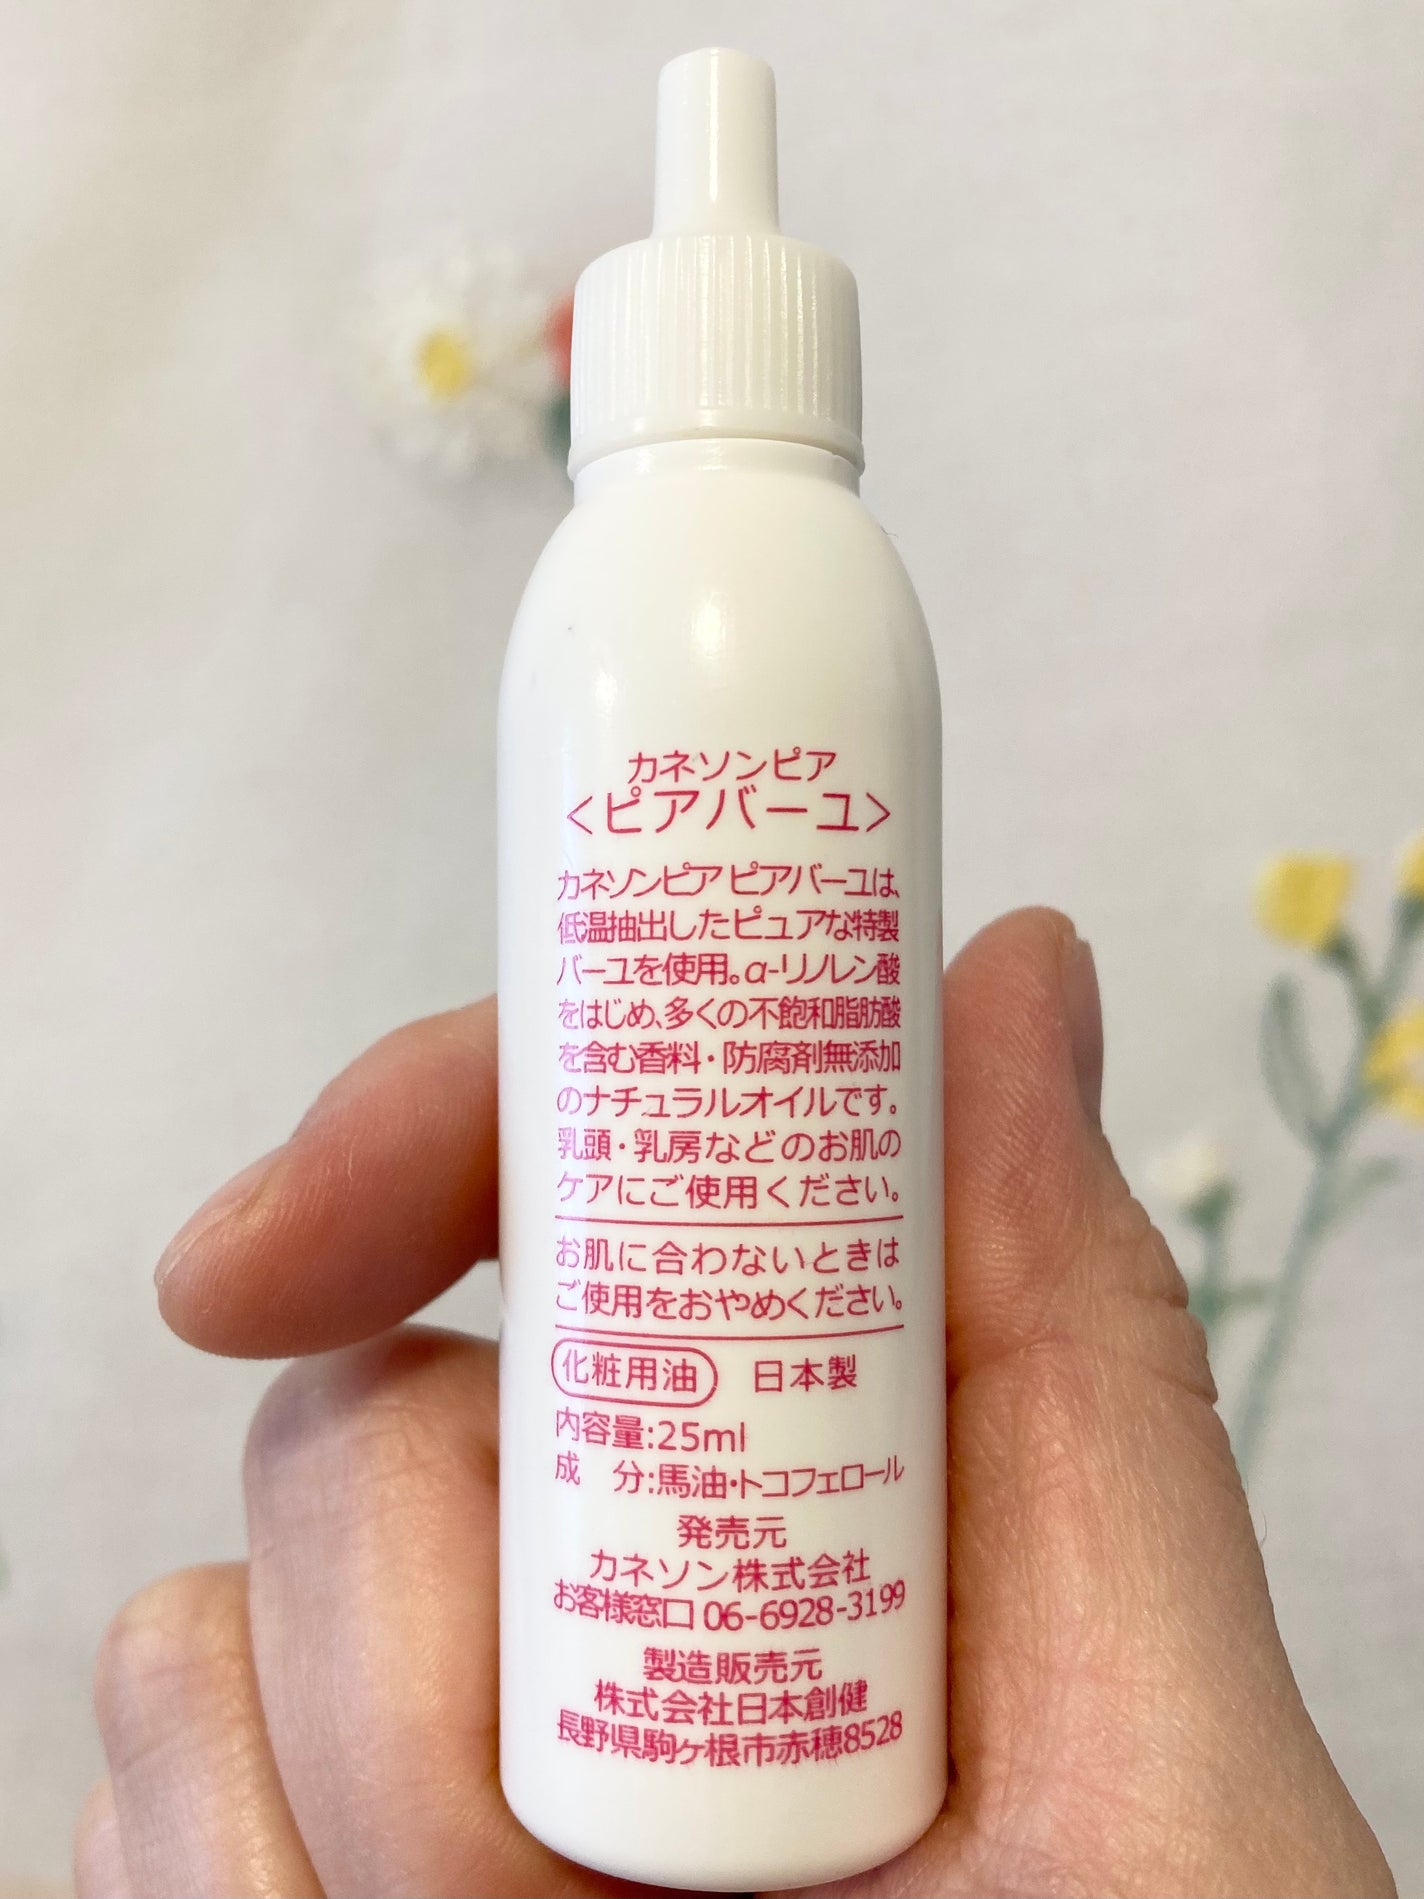 カネソンピア
<ピアバーユ>
カネソンピア ピアバーユは、
低温抽出したピュアな特製
バーユを使用。α-リノレン酸
をはじめ、多くの不飽和脂肪酸
を含む香料・防腐剤無添加
のナチュラルオイルです。
乳頭・乳房などのお肌の
ケアにご使用ください。
お肌に合わないときは
ご使用をおやめください。
化粧用油 日本製
内容量:25ml
成 分:馬油・トコフェロール
発売元
カネソン株式会社
お客様窓口 06-6928-3199
製造販売元
株式会社日本創健
長野県駒ヶ根市赤穂8528